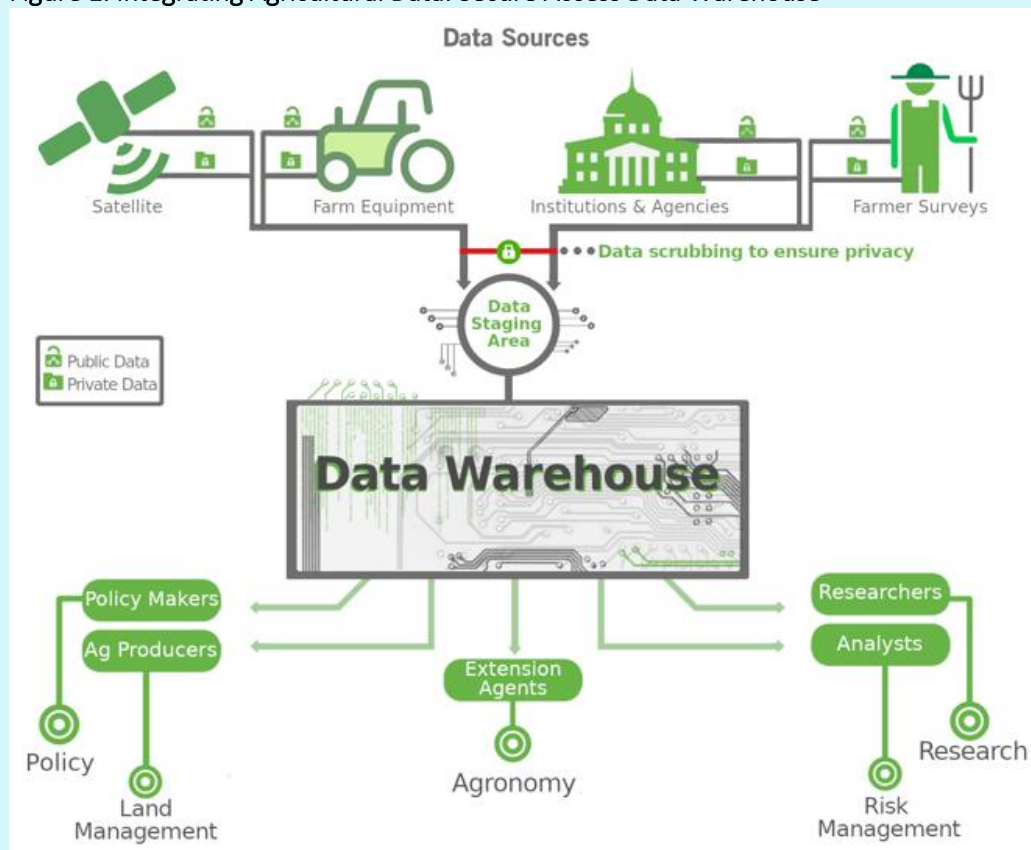 Data Sources
Satellite
Farm Equipment
Institutions & Agencies
Farmer Surveys
Data scrubbing to ensure privacy
Data
Staging
Area
Public Data
Private Data
Data Warehouse
Policy Makers
Ag Producers
Extension
Agents
Researchers
Analysts
Policy
Land
Management
Agronomy
Risk
Management
Research